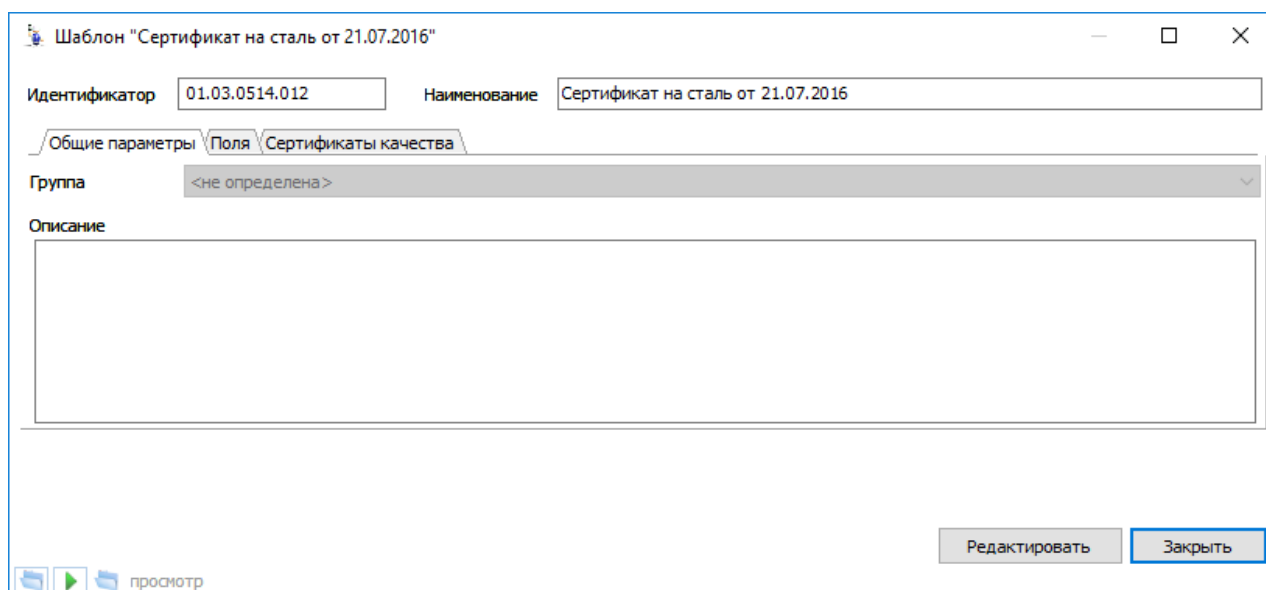 Шаблон "Сертификат на сталь от 21.07.2016"
Идентификатор 01.03.0514.012 Наименование Сертификат на сталь от 21.07.2016
Общие параметры Поля Сертификаты качества
Группа <не определена>
Описание
Редактировать Закрыть
просмотр